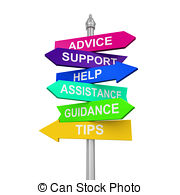 ADVICE
SUPPORT
HELP
ASSISTANCE
GUIDANCE
TIPS
© Can Stock Photo